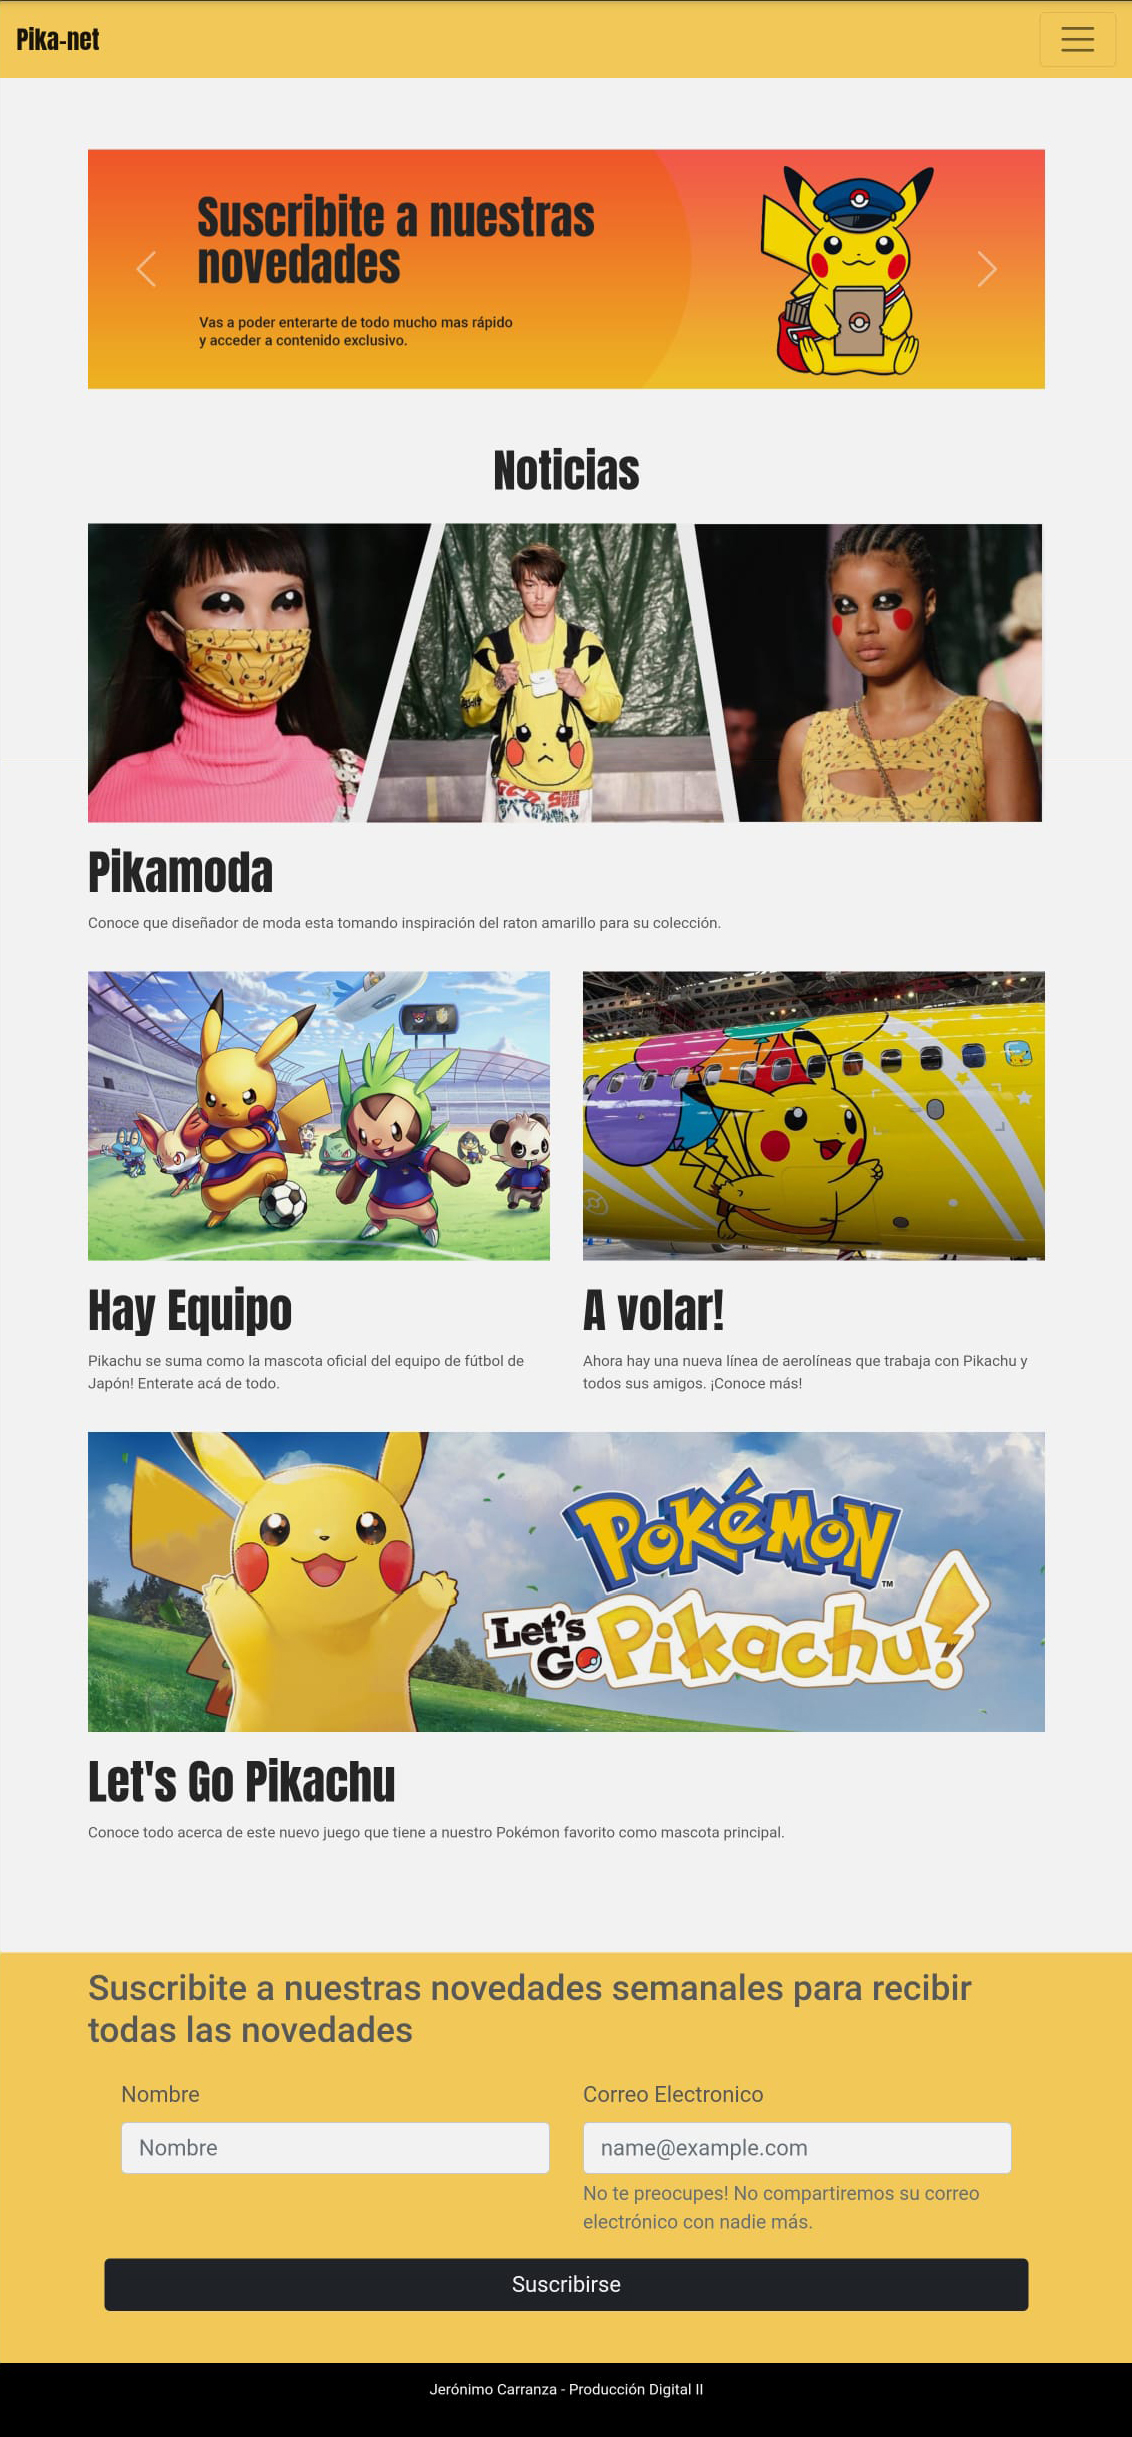 Pika-net
Suscribite a nuestras
novedades
Vas a poder enterarte de todo mucho mas rápido
y acceder a contenido exclusivo.
Noticias
Pikamoda
Conoce que diseñador de moda esta tomando inspiración del raton amarillo para su colección.
Hay Equipo
Pikachu se suma como la mascota oficial del equipo de fútbol de
Japón! Enterate acá de todo.
A volar!
Ahora hay una nueva línea de aerolíneas que trabaja con Pikachu y
todos sus amigos. ¡Conoce más!
POKéMON
TM
Let's
Go Pikachu!
Let's Go Pikachu
Conoce todo acerca de este nuevo juego que tiene a nuestro Pokémon favorito como mascota principal.
Suscribite a nuestras novedades semanales para recibir
todas las novedades
Nombre
Nombre
Correo Electronico
name@example.com
No te preocupes! No compartiremos su correo
electrónico con nadie más.
Suscribirse
Jerónimo Carranza - Producción Digital II